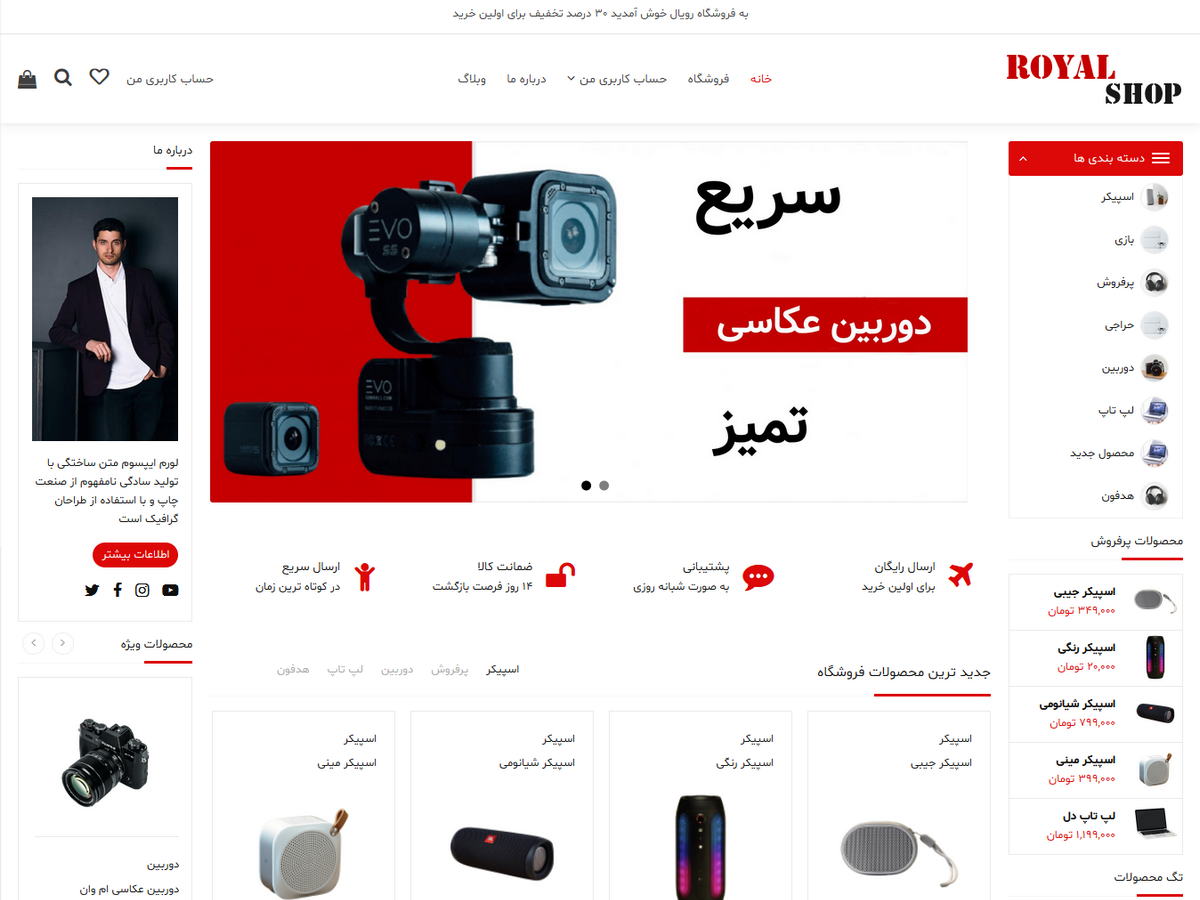 به فروشگاه رویال خوش آمدید ۳۰ درصد تخفیف برای اولین خرید
ROYAL
SHOP
خانه
فروشگاه
حساب کاربری من
درباره ما
وبلاگ
حساب کاربری من
دسته بندی ها
اسپیکر
بازی
پرفروش
حراجی
دوربین
لپ تاپ
محصول جدید
هدفون
محصولات پرفروش
اسپیکر جیبی
۳۴۹,۰۰۰ تومان
اسپیکر رنگی
۲۰,۰۰۰ تومان
اسپیکر شیانومی
۷۹۹,۰۰۰ تومان
اسپیکر مینی
۳۹۹,۰۰۰ تومان
لپ تاپ دل
۱,۱۹۹,۰۰۰ تومان
تگ محصولات
سریع
دوربین عکاسی
تمیز
EVO
SS
EVO
ارسال رایگان
برای اولین خرید
پشتیبانی
به صورت شبانه روزی
ضمانت کالا
۱۴ روز فرصت بازگشت
ارسال سریع
در کوتاه ترین زمان
جدید ترین محصولات فروشگاه
اسپیکر
پرفروش
دوربین
لپ تاپ
هدفون
اسپیکر
اسپیکر جیبی
اسپیکر
اسپیکر رنگی
اسپیکر
اسپیکر شیانومی
اسپیکر
اسپیکر مینی
درباره ما
لورم ایپسوم متن ساختگی با
تولید سادگی نامفهوم از صنعت
چاپ و با استفاده از طراحان
گرافیک است
اطلاعات بیشتر
محصولات ویژه
دوربین
دوربین عکاسی ام وان